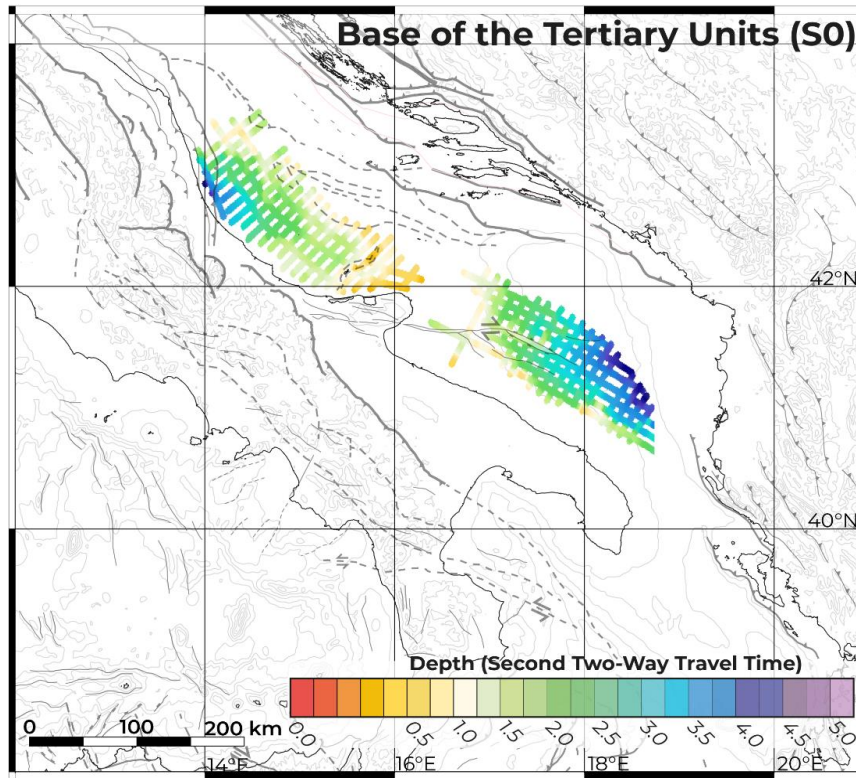 Base of the Tertiary Units (S0)
42°N
40°N
Depth (Second Two-Way Travel Time)
0 100 200 km
0.0 0.5 1.0 1.5 2.0 2.5 3.0 3.5 4.0 4.5 5.0
14°E 16°E 18°E 20°E